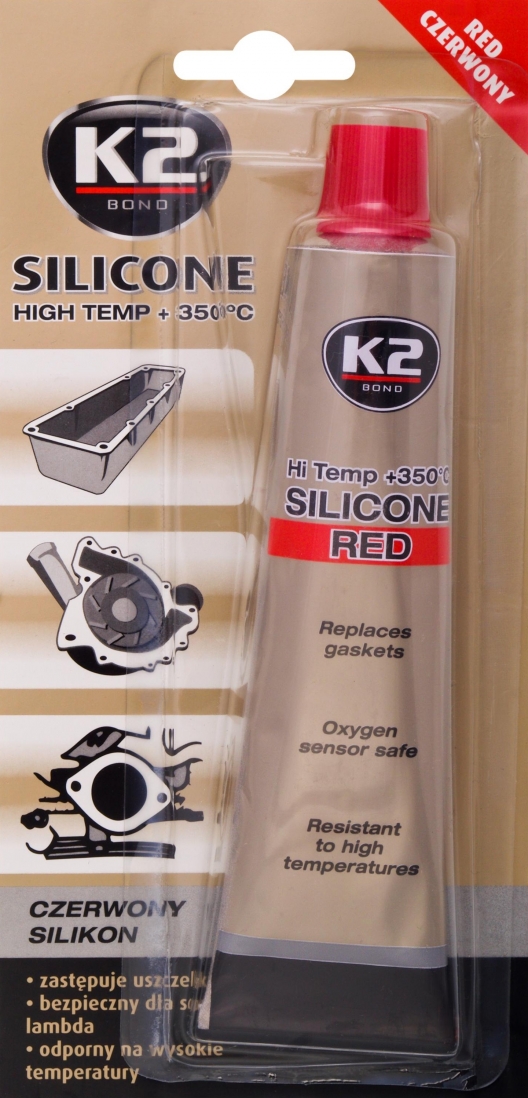 RED
CZERWONY
K2
BOND
SILICONE
HIGH TEMP + 350°C
K2
BOND
Hi Temp +350°C
SILICONE
RED
Replaces
gaskets
Oxygen
sensor safe
Resistant
to high
temperatures
CZERWONY
SILIKON
• zastępuje
• bezpieczny dla
lambda
• odporny na wysokie
temperatury